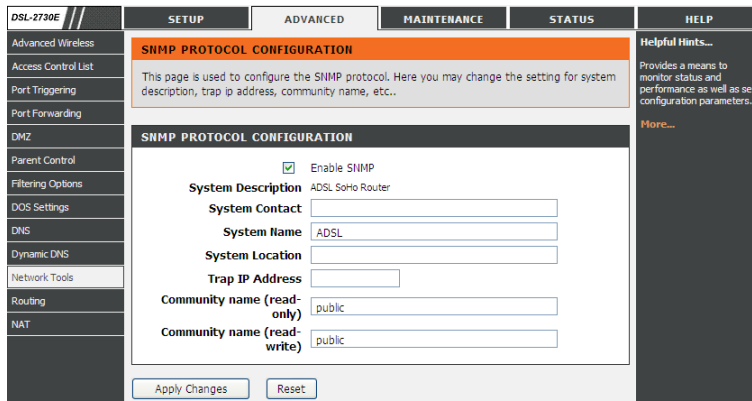 DSL-2730E
SETUP
ADVANCED
MAINTENANCE
STATUS
HELP
Advanced Wireless
Access Control List
Port Triggering
Port Forwarding
DMZ
Parent Control
Filtering Options
DOS Settings
DNS
Dynamic DNS
Network Tools
Routing
NAT
SNMP PROTOCOL CONFIGURATION
This page is used to configure the SNMP protocol. Here you may change the setting for system
description, trap ip address, community name, etc..
SNMP PROTOCOL CONFIGURATION
Enable SNMP
System Description ADSL SoHo Router
System Contact
System Name ADSL
System Location
Trap IP Address
Community name (read-
only) public
Community name (read-
write) public
Apply Changes
Reset
Helpful Hints...
Provides a means to
monitor status and
performance as well as se
configuration parameters.
More...